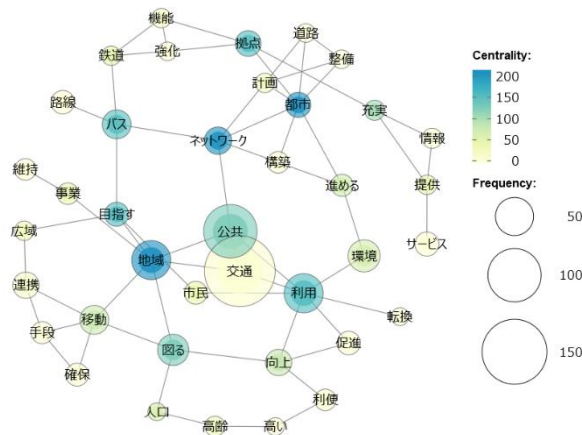 機能
強化
鉄道
拠点
道路
整備
計画
路線
バス
都市
充実
ネットワーク
情報
構築
進める
提供
維持
事業
目指す
広域
公共
環境
サービス
地域
交通
連携
市民
利用
手段
移動
転換
図る
促進
確保
向上
人口
高齢
高い
利便
Centrality:
200
150
100
50
0
Frequency:
50
100
150